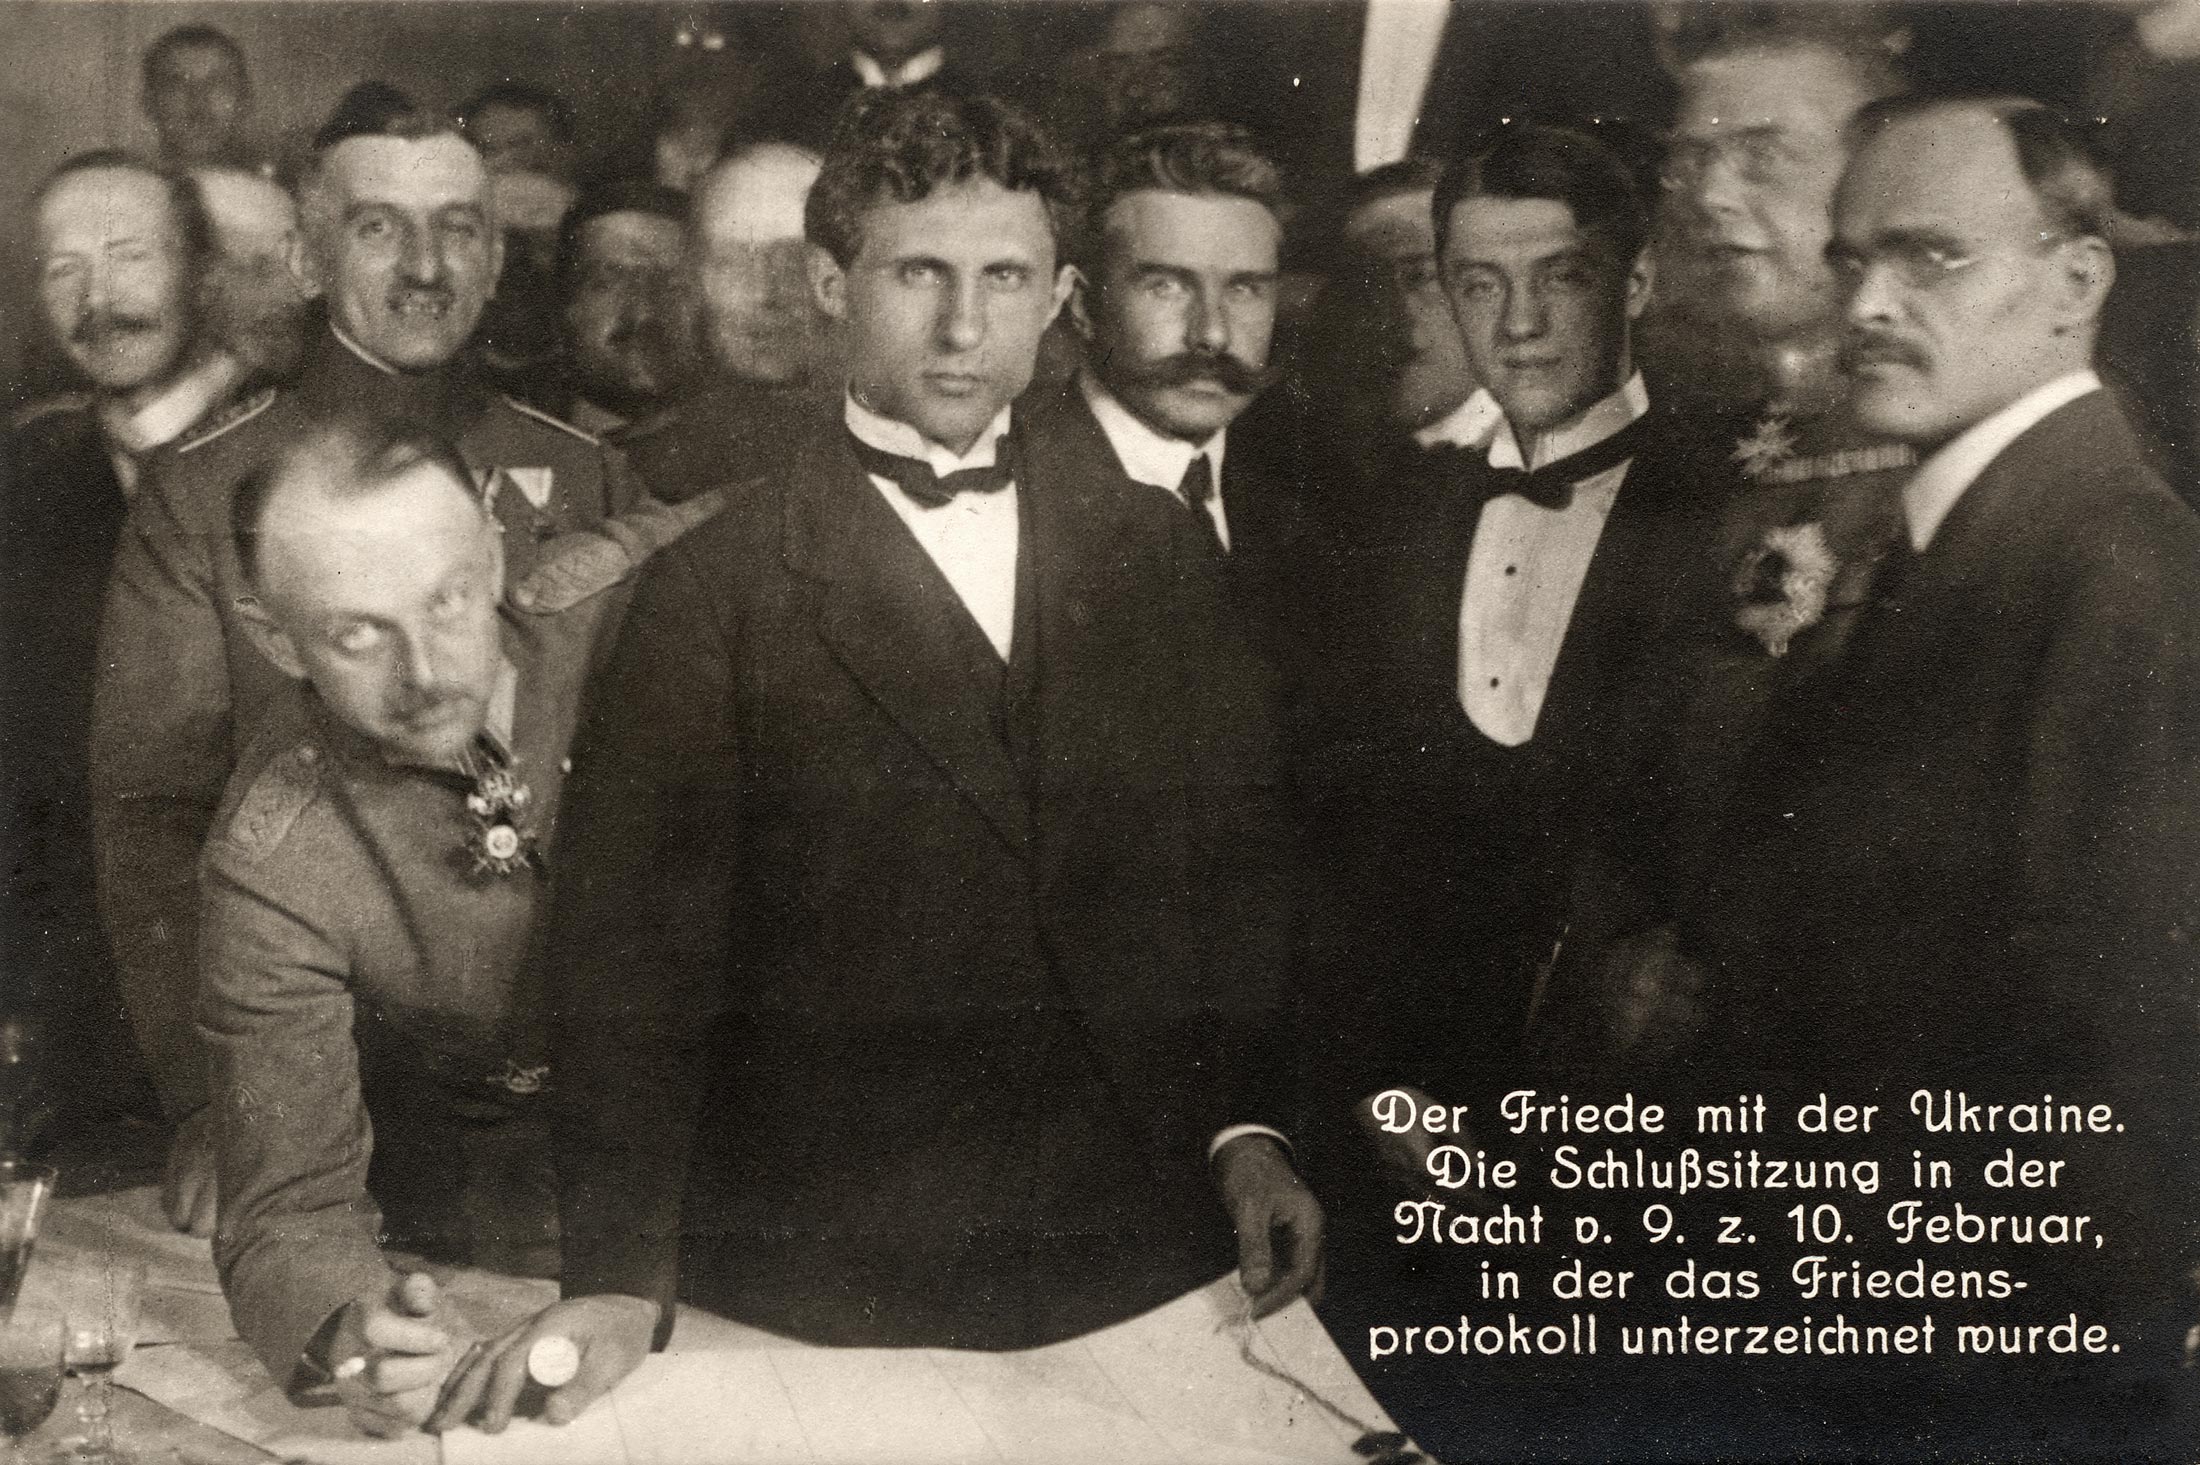 Der Friede mit der Ukraine.
Die Schlußsitzung in der
Nacht v. 9. z. 10. Februar,
in der das Friedens-
protokoll unterzeichnet wurde.